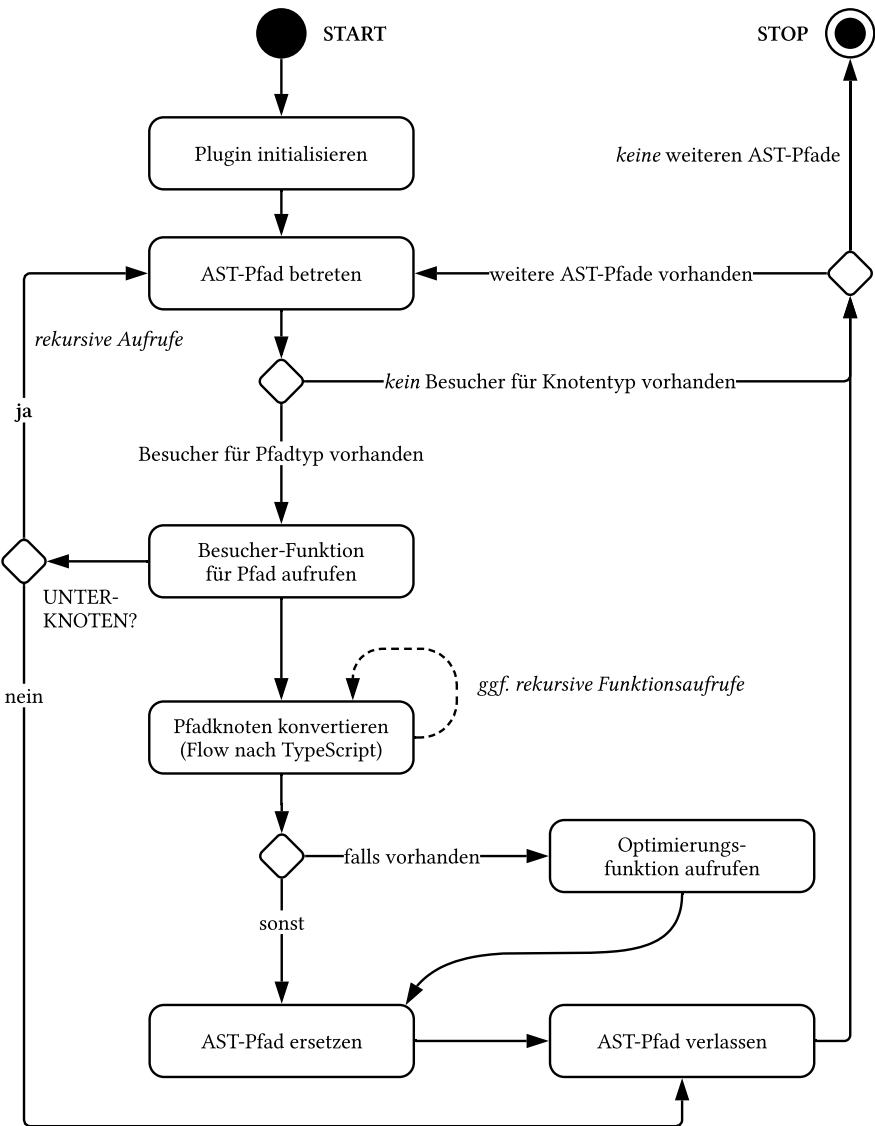 START
STOP
Plugin initialisieren
keine weiteren AST-Pfade
AST-Pfad betreten
weitere AST-Pfade vorhanden
rekursive Aufrufe
kein Besucher für Knotentyp vorhanden
ja
Besucher für Pfadtyp vorhanden
Besucher-Funktion
für Pfad aufrufen
UNTER-
KNOTEN?
nein
ggf. rekursive Funktionsaufrufe
Pfadknoten konvertieren
(Flow nach TypeScript)
falls vorhanden
Optimierungs-
funktion aufrufen
sonst
AST-Pfad ersetzen
AST-Pfad verlassen